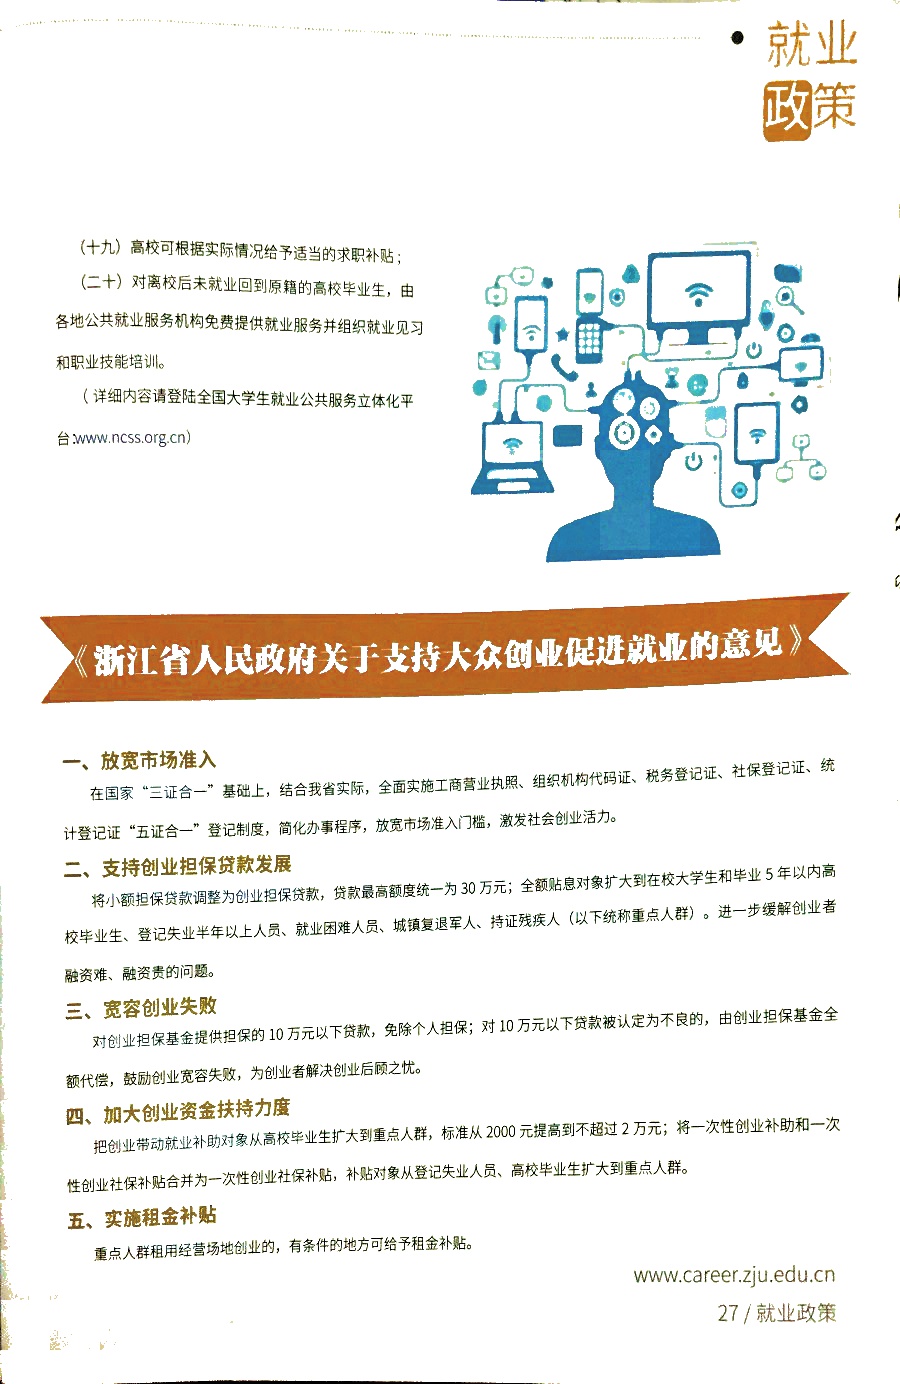 就业
政策
（十九）高校可根据实际情况给予适当的求职补贴；
（二十）对离校后未就业回到原籍的高校毕业生，由
各地公共就业服务机构免费提供就业服务并组织就业见习
和职业技能培训。
（ 详细内容请登陆全国大学生就业公共服务立体化平
台:www.ncss.org.cn）
《浙江省人民政府关于支持大众创业促进就业的意见》
一、放宽市场准入
在国家“三证合一”基础上，结合我省实际，全面实施工商营业执照、组织机构代码证、税务登记证、社保登记证、统
计登记证“五证合一”登记制度，简化办事程序，放宽市场准入门槛，激发社会创业活力。
二、支持创业担保贷款发展
将小额担保贷款调整为创业担保贷款，贷款最高额度统一为 30 万元；全额贴息对象扩大到在校大学生和毕业 5 年以内高
校毕业生、登记失业半年以上人员、就业困难人员、城镇复退军人、持证残疾人（以下统称重点人群）。进一步缓解创业者
融资难、融资贵的问题。
三、宽容创业失败
对创业担保基金提供担保的 10 万元以下贷款，免除个人担保；对 10 万元以下贷款被认定为不良的，由创业担保基金全
额代偿，鼓励创业宽容失败，为创业者解决创业后顾之忧。
四、加大创业资金扶持力度
把创业带动就业补助对象从高校毕业生扩大到重点人群，标准从 2000 元提高到不超过 2 万元；将一次性创业补助和一次
性创业社保补贴合并为一次性创业社保补贴，补贴对象从登记失业人员、高校毕业生扩大到重点人群。
五、实施租金补贴
重点人群租用经营场地创业的，有条件的地方可给予租金补贴。
www.career.zju.edu.cn
27 / 就业政策